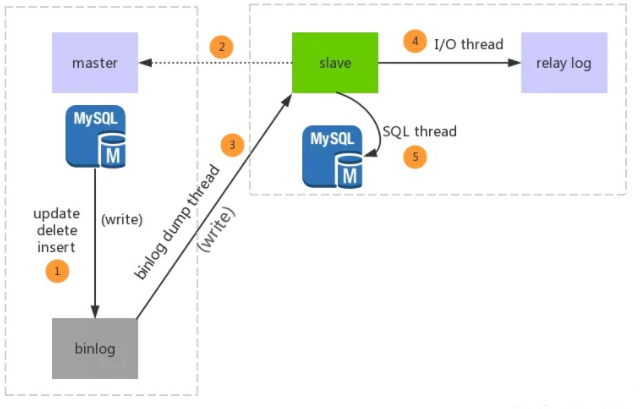 master
2
slave
4
I/O thread
relay log
MySQL
M
3
MySQL
M
SQL thread
5
update
delete
insert
(write)
1
binlog dump thread
(write)
binlog